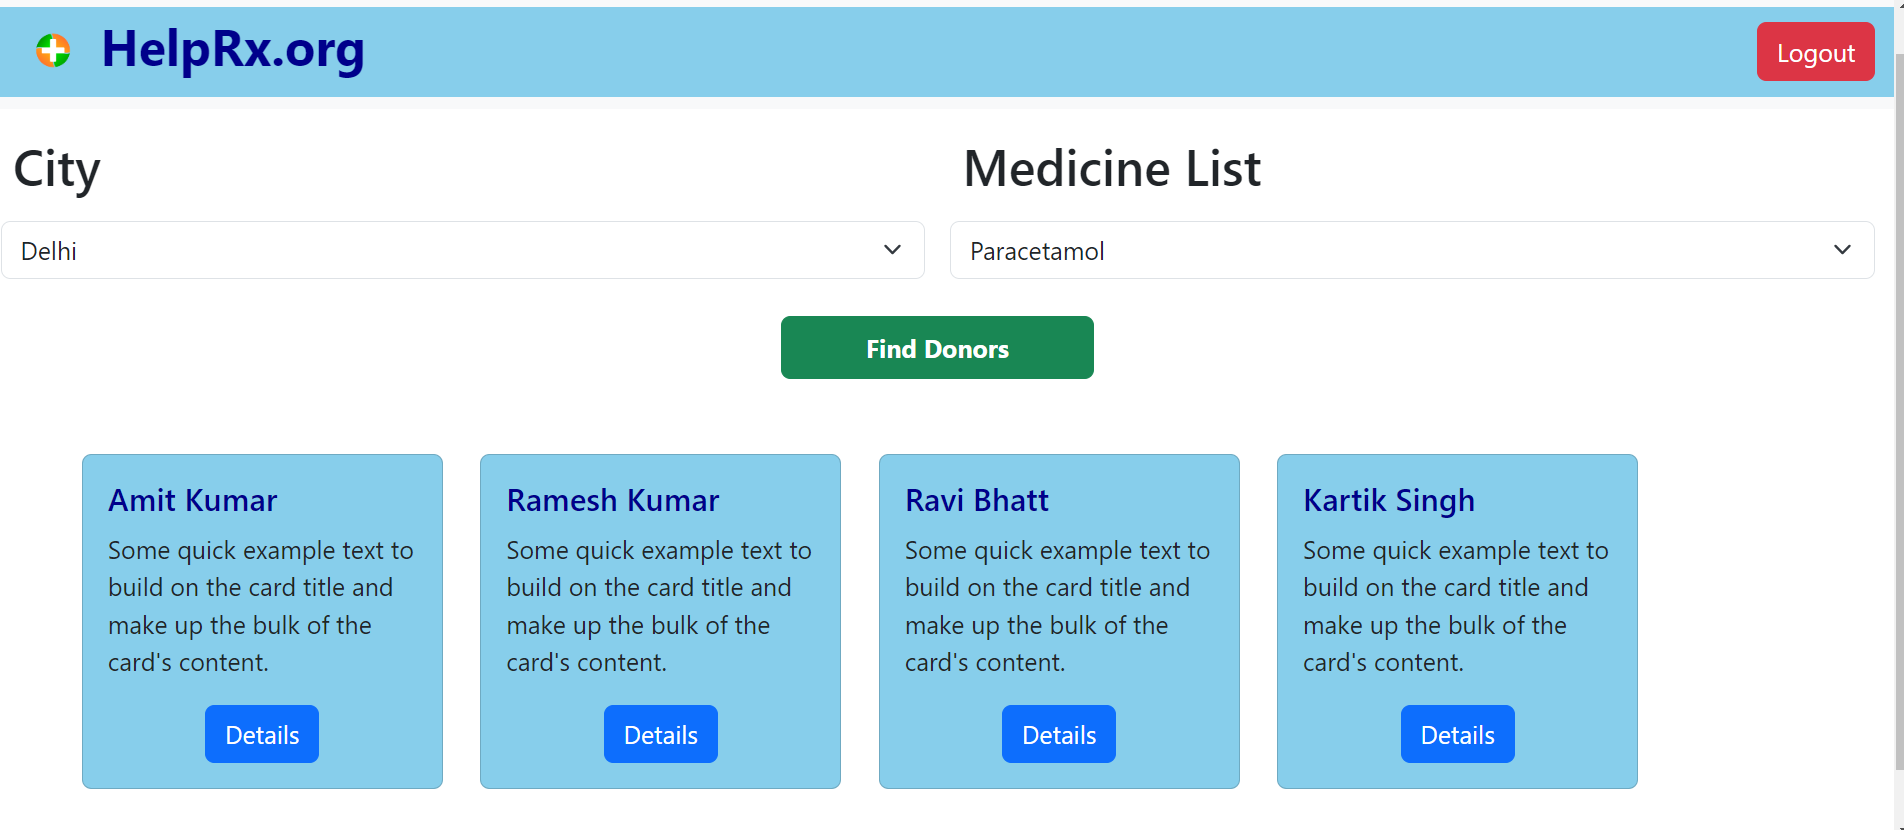 HelpRx.org
Logout
City
Medicine List
Delhi
Paracetamol
Find Donors
Amit Kumar
Some quick example text to
build on the card title and
make up the bulk of the
card's content.
Details
Ramesh Kumar
Some quick example text to
build on the card title and
make up the bulk of the
card's content.
Details
Ravi Bhatt
Some quick example text to
build on the card title and
make up the bulk of the
card's content.
Details
Kartik Singh
Some quick example text to
build on the card title and
make up the bulk of the
card's content.
Details